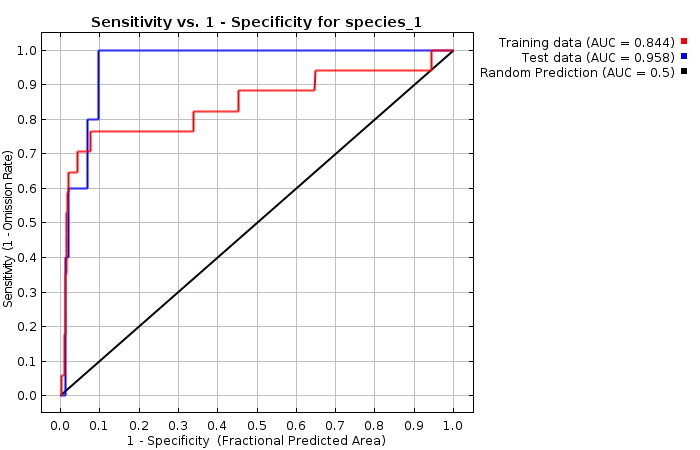 Sensitivity vs. 1 - Specificity for species_1
Training data (AUC = 0.844)
Test data (AUC = 0.958)
Random Prediction (AUC = 0.5)
Sensitivity (1 - Omission Rate)
1.0
0.9
0.8
0.7
0.6
0.5
0.4
0.3
0.2
0.1
0.0
0.0 0.1 0.2 0.3 0.4 0.5 0.6 0.7 0.8 0.9 1.0
1 - Specificity (Fractional Predicted Area)